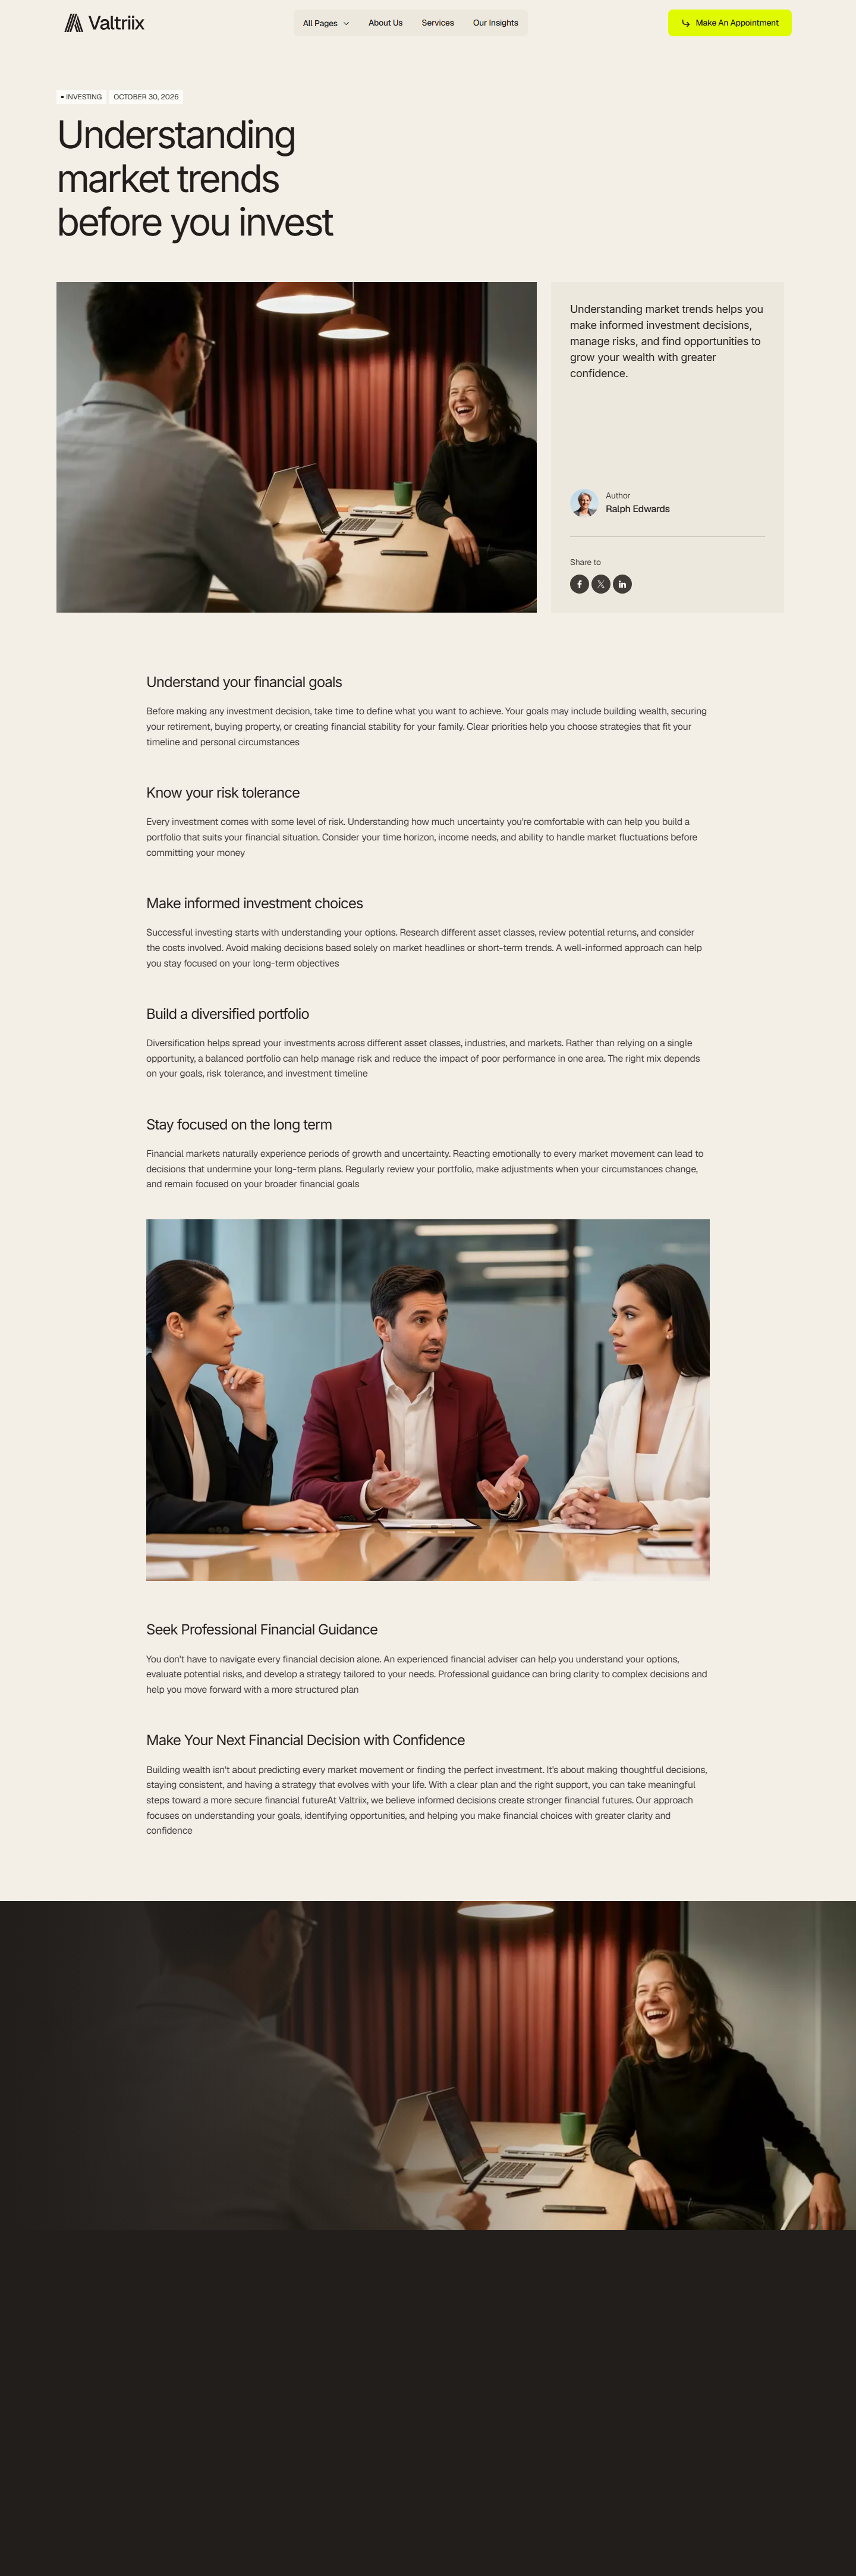 Valtriix
All Pages
About Us
Services
Our Insights
Make An Appointment
INVESTING
OCTOBER 30, 2026
Understanding
market trends
before you invest
Understanding market trends helps you
make informed investment decisions,
manage risks, and find opportunities to
grow your wealth with greater
confidence.
Author
Ralph Edwards
Share to
Understand your financial goals
Before making any investment decision, take time to define what you want to achieve. Your goals may include building wealth, securing
your retirement, buying property, or creating financial stability for your family. Clear priorities help you choose strategies that fit your
timeline and personal circumstances
Know your risk tolerance
Every investment comes with some level of risk. Understanding how much uncertainty you're comfortable with can help you build a
portfolio that suits your financial situation. Consider your time horizon, income needs, and ability to handle market fluctuations before
committing your money
Make informed investment choices
Successful investing starts with understanding your options. Research different asset classes, review potential returns, and consider
the costs involved. Avoid making decisions based solely on market headlines or short-term trends. A well-informed approach can help
you stay focused on your long-term objectives
Build a diversified portfolio
Diversification helps spread your investments across different asset classes, industries, and markets. Rather than relying on a single
opportunity, a balanced portfolio can help manage risk and reduce the impact of poor performance in one area. The right mix depends
on your goals, risk tolerance, and investment timeline
Stay focused on the long term
Financial markets naturally experience periods of growth and uncertainty. Reacting emotionally to every market movement can lead to
decisions that undermine your long-term plans. Regularly review your portfolio, make adjustments when your circumstances change,
and remain focused on your broader financial goals
Seek Professional Financial Guidance
You don't have to navigate every financial decision alone. An experienced financial adviser can help you understand your options,
evaluate potential risks, and develop a strategy tailored to your needs. Professional guidance can bring clarity to complex decisions and
help you move forward with a more structured plan
Make Your Next Financial Decision with Confidence
Building wealth isn't about predicting every market movement or finding the perfect investment. It's about making thoughtful decisions,
staying consistent, and having a strategy that evolves with your life. With a clear plan and the right support, you can take meaningful
steps toward a more secure financial futureAt Valtriix, we believe informed decisions create stronger financial futures. Our approach
focuses on understanding your goals, identifying opportunities, and helping you make financial choices with greater clarity and
confidence